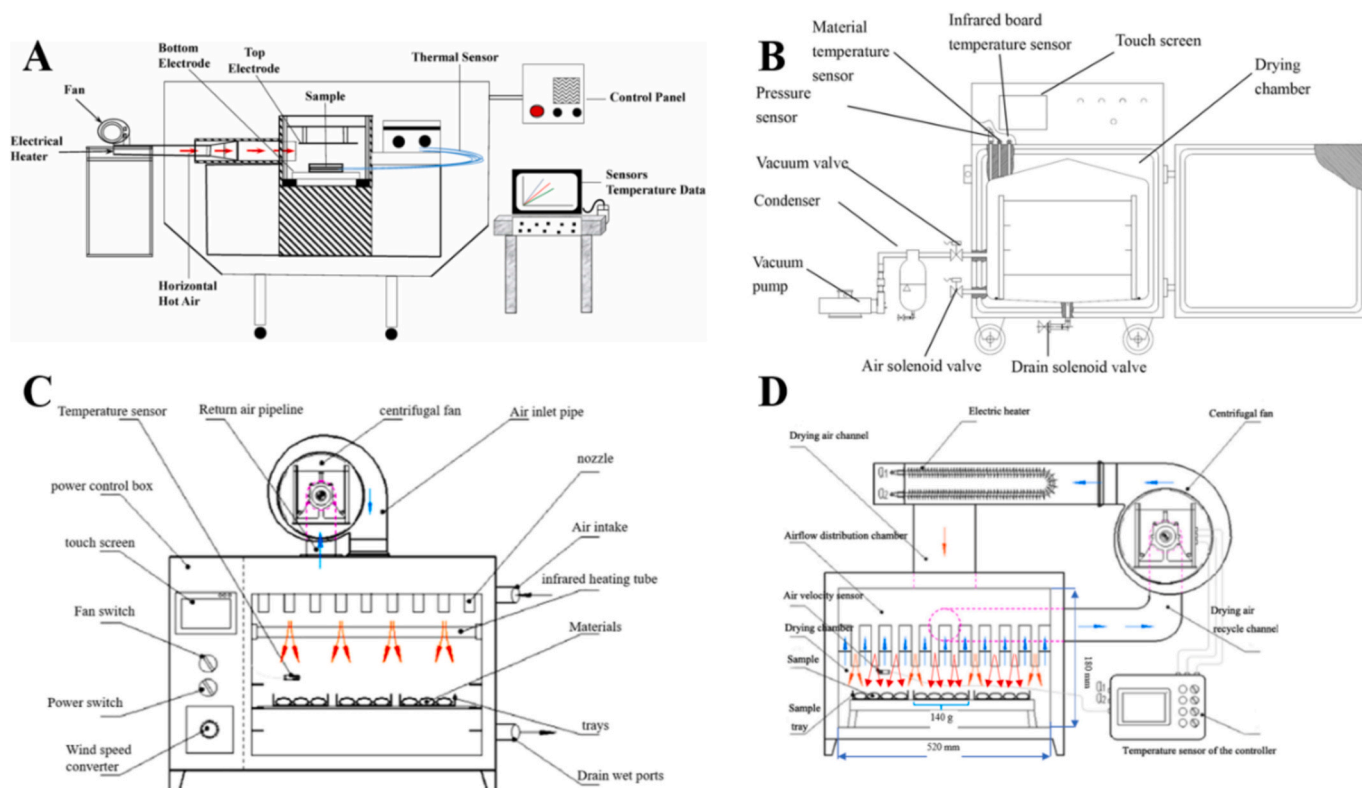 A
Bottom
Electrode
Top
Electrode
Thermal Sensor
Fan
Sample
Control Panel
Electrical
Heater
Sensors
Temperature Data
Horizontal
Hot Air
B
Material
temperature
sensor
Infrared board
temperature sensor
Touch screen
Drying
chamber
Pressure
sensor
Vacuum valve
Condenser
Vacuum
pump
Air solenoid valve
Drain solenoid valve
C
Temperature sensor
Return air pipeline
centrifugal fan
Air inlet pipe
nozzle
power control box
Air intake
touch screen
infrared heating tube
Fan switch
Materials
Power switch
trays
Wind speed
converter
Drain wet ports
D
Electric heater
Centrifugal fan
Drying air channel
Airflow distribution chamber
Air velocity sensor
Drying chamber
Drying air
recycle channel
Sample
180 mm
Sample
tray
140 g
520 mm
Temperature sensor of the controller